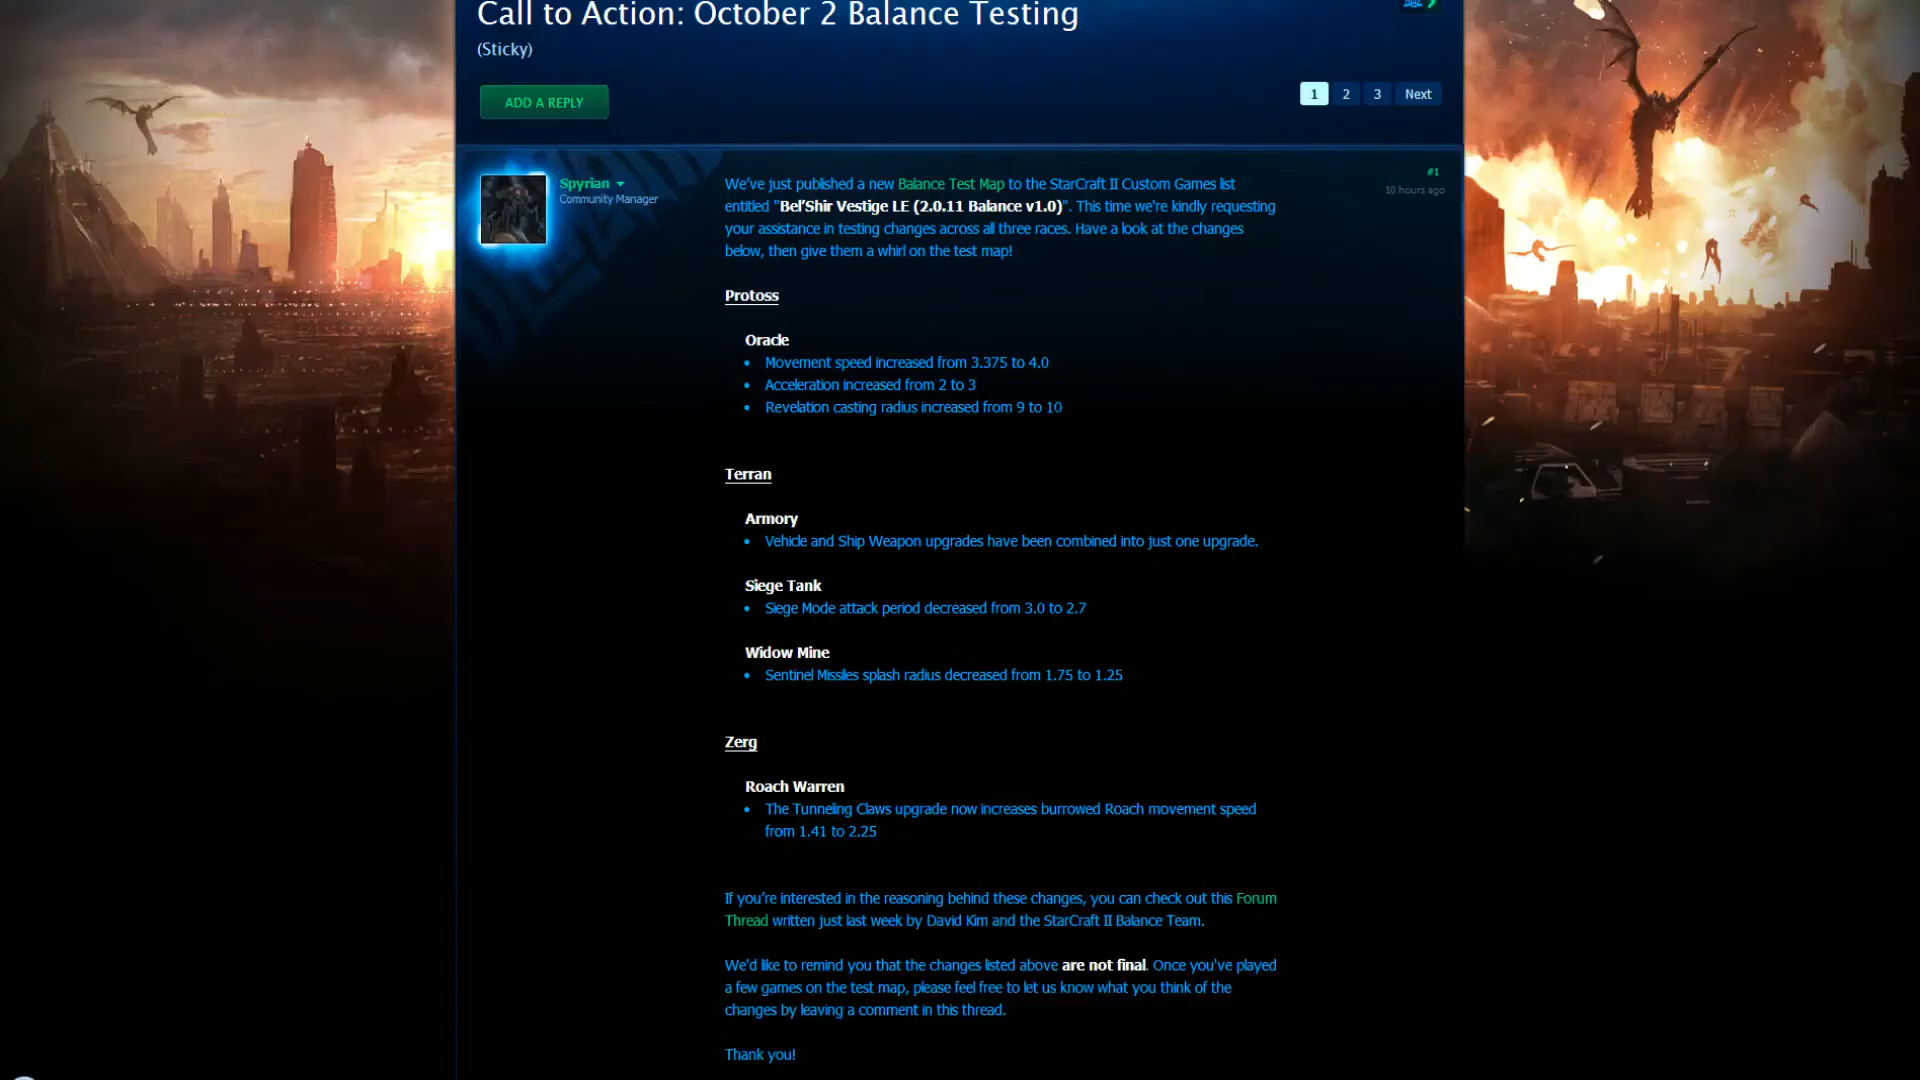 Call to Action: October 2 Balance Testing
(Sticky)
ADD A REPLY
1 2 3 Next
Spyrian
Community Manager
#1
10 hours ago
We've just published a new Balance Test Map to the StarCraft II Custom Games list
entitled "Bel'Shir Vestige LE (2.0.11 Balance v1.0)". This time we're kindly requesting
your assistance in testing changes across all three races. Have a look at the changes
below, then give them a whirl on the test map!
Protoss
Oracle
• Movement speed increased from 3.375 to 4.0
• Acceleration increased from 2 to 3
• Revelation casting radius increased from 9 to 10
Terran
Armory
• Vehicle and Ship Weapon upgrades have been combined into just one upgrade.
Siege Tank
• Siege Mode attack period decreased from 3.0 to 2.7
Widow Mine
• Sentinel Missiles splash radius decreased from 1.75 to 1.25
Zerg
Roach Warren
• The Tunneling Claws upgrade now increases burrowed Roach movement speed
from 1.41 to 2.25
If you're interested in the reasoning behind these changes, you can check out this Forum
Thread written just last week by David Kim and the StarCraft II Balance Team.
We'd like to remind you that the changes listed above are not final. Once you've played
a few games on the test map, please feel free to let us know what you think of the
changes by leaving a comment in this thread.
Thank you!